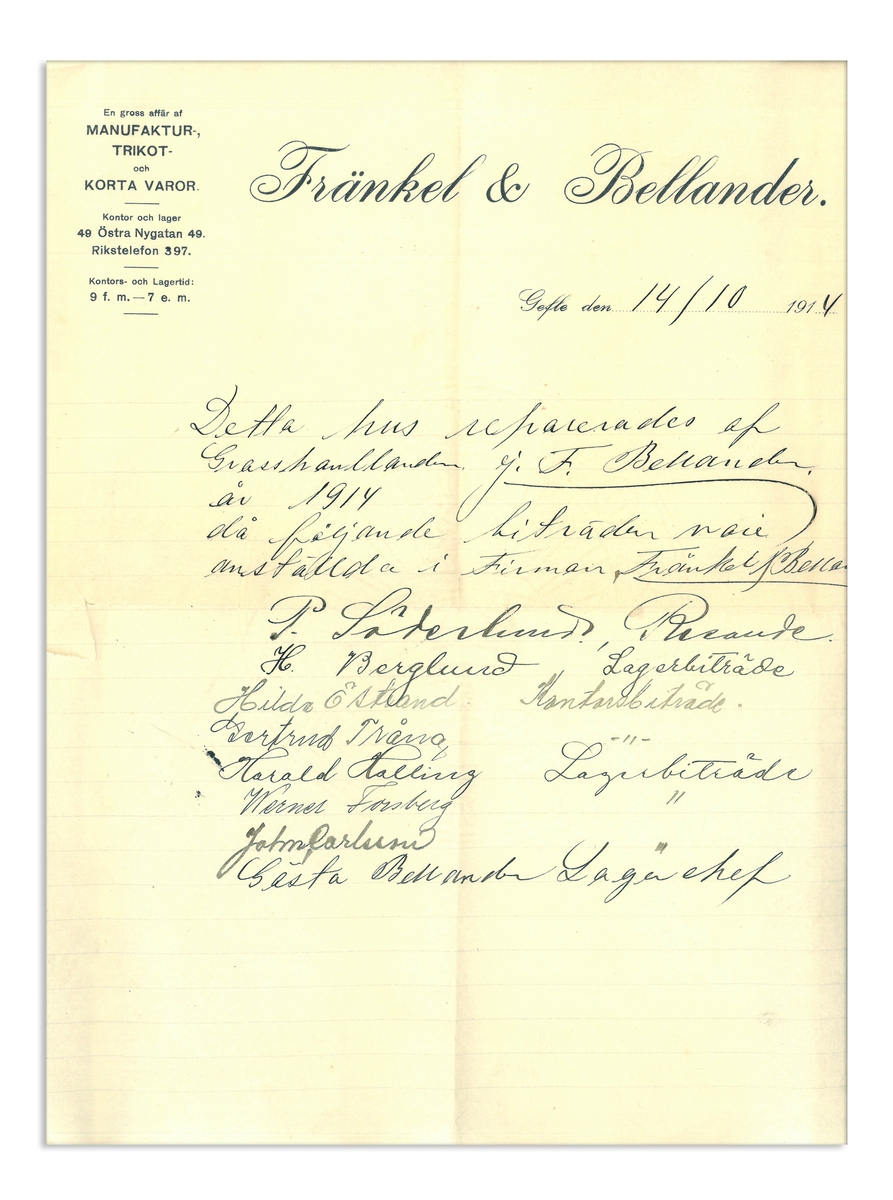 En gross affär af
MANUFAKTUR-,
TRIKOT-
och
KORTA VAROR.
Kontor och lager
49 Östra Nygatan 49.
Rikstelefon 397.
Kontors- och Lagertid:
9 f. m.—7 e. m.
Fränkel & Bellander.
Gefle den 14/10 1914
Detta hus reparerades af
Grosshandlanden J. F. Bellander,
år 1914
då följande biträden voro
anställda i Firman, Fränkel & Bellan
P. Söderlund, Resande.
H. Berglund Lagerbiträde
Hilda Östrand Kontorsbiträde.
Gertrud Trång -"-
Harald Halling Lagerbiträde
Werner Forsberg "
John Carlsson "
Gösta Bellander Lagerchef